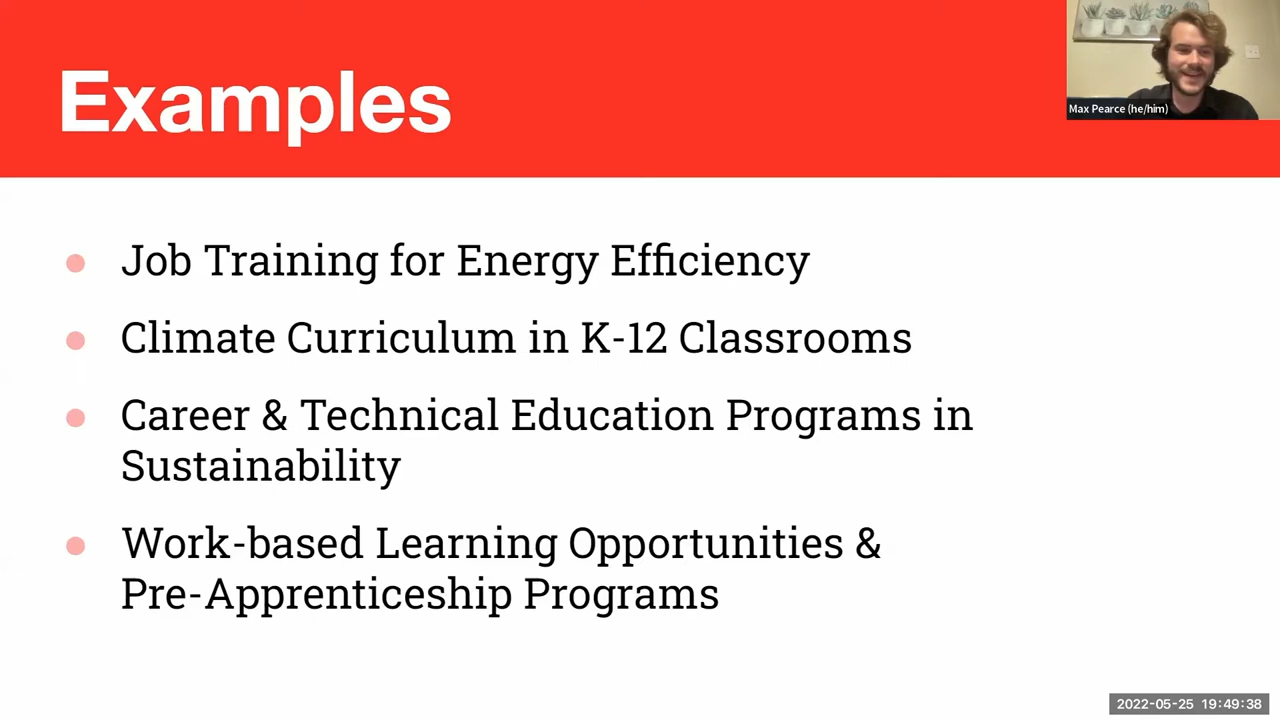 Examples
Max Pearce (he/him)
● Job Training for Energy Efficiency
● Climate Curriculum in K-12 Classrooms
● Career & Technical Education Programs in
Sustainability
● Work-based Learning Opportunities &
Pre-Apprenticeship Programs
2022-05-25 19:49:38